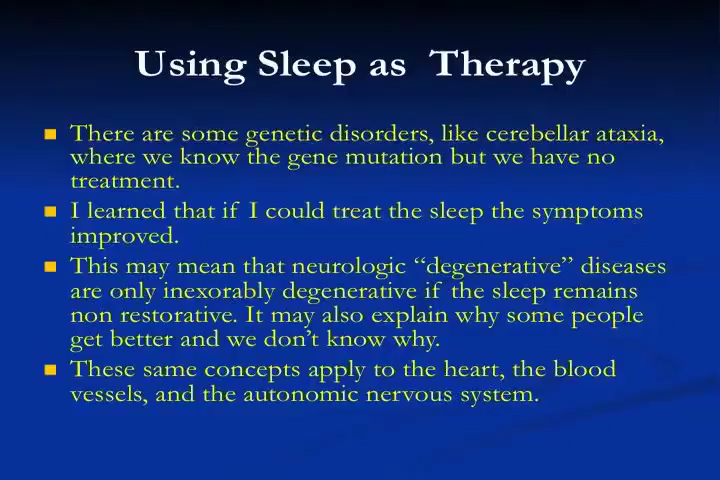 Using Sleep as Therapy
There are some genetic disorders, like cerebellar ataxia,
where we know the gene mutation but we have no
treatment.
I learned that if I could treat the sleep the symptoms
improved.
This may mean that neurologic “degenerative” diseases
are only inexorably degenerative if the sleep remains
non restorative. It may also explain why some people
get better and we don’t know why.
These same concepts apply to the heart, the blood
vessels, and the autonomic nervous system.